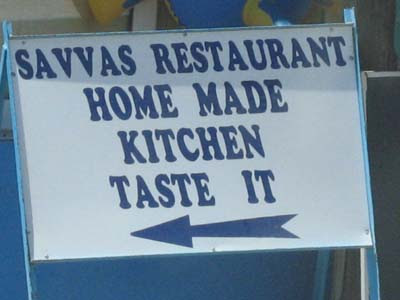 SAVVAS RESTAURANT
HOME MADE
KITCHEN
TASTE IT